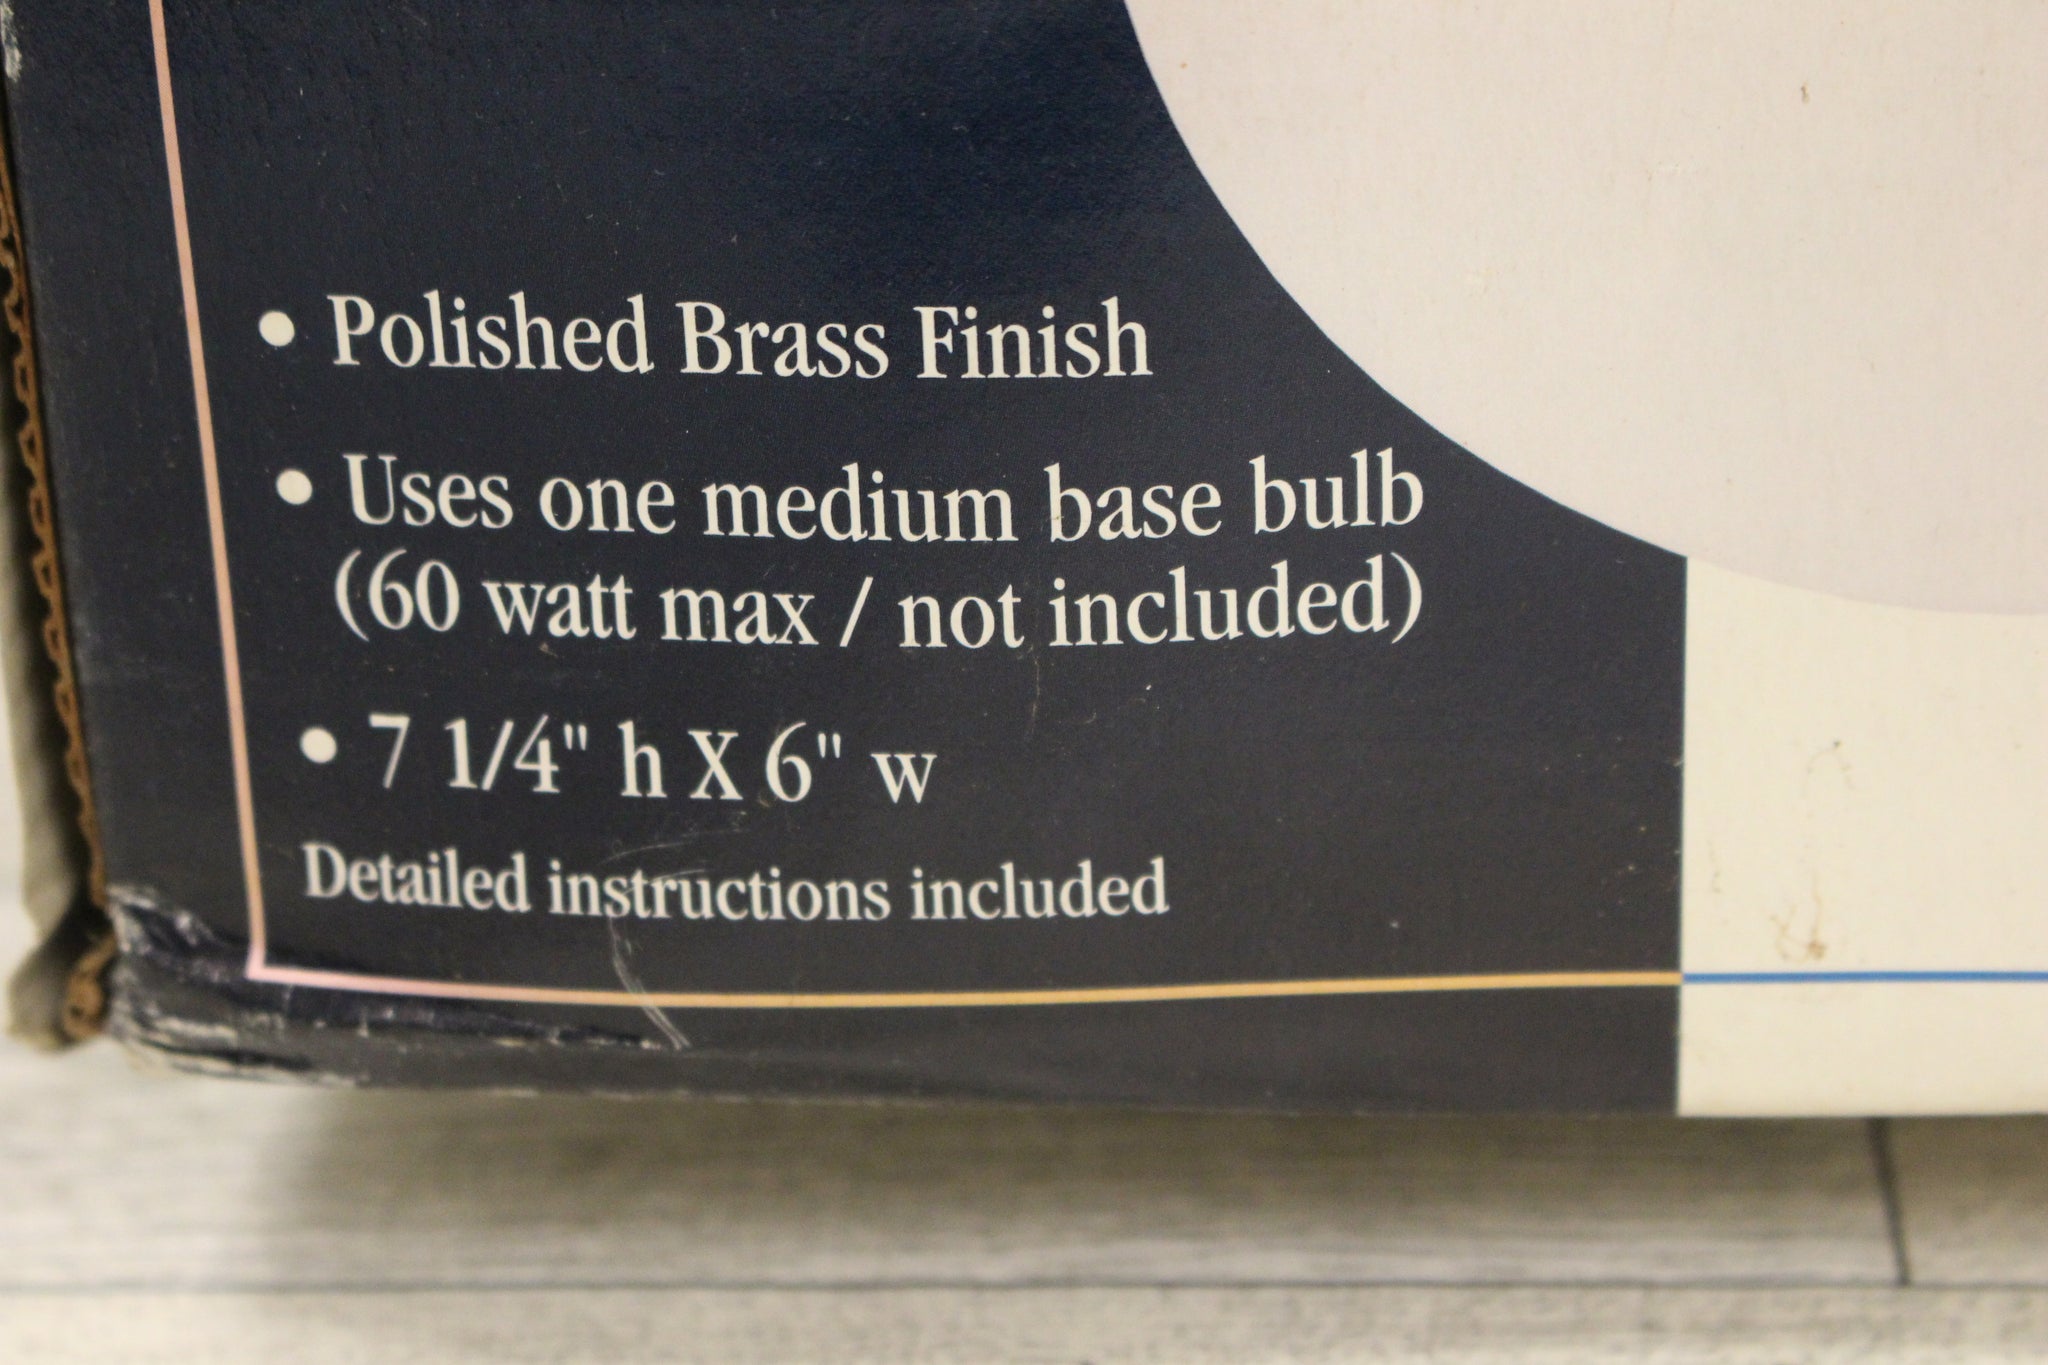 • Polished Brass Finish
• Uses one medium base bulb
(60 watt max / not included)
• 7 1/4" h X 6" w
Detailed instructions included